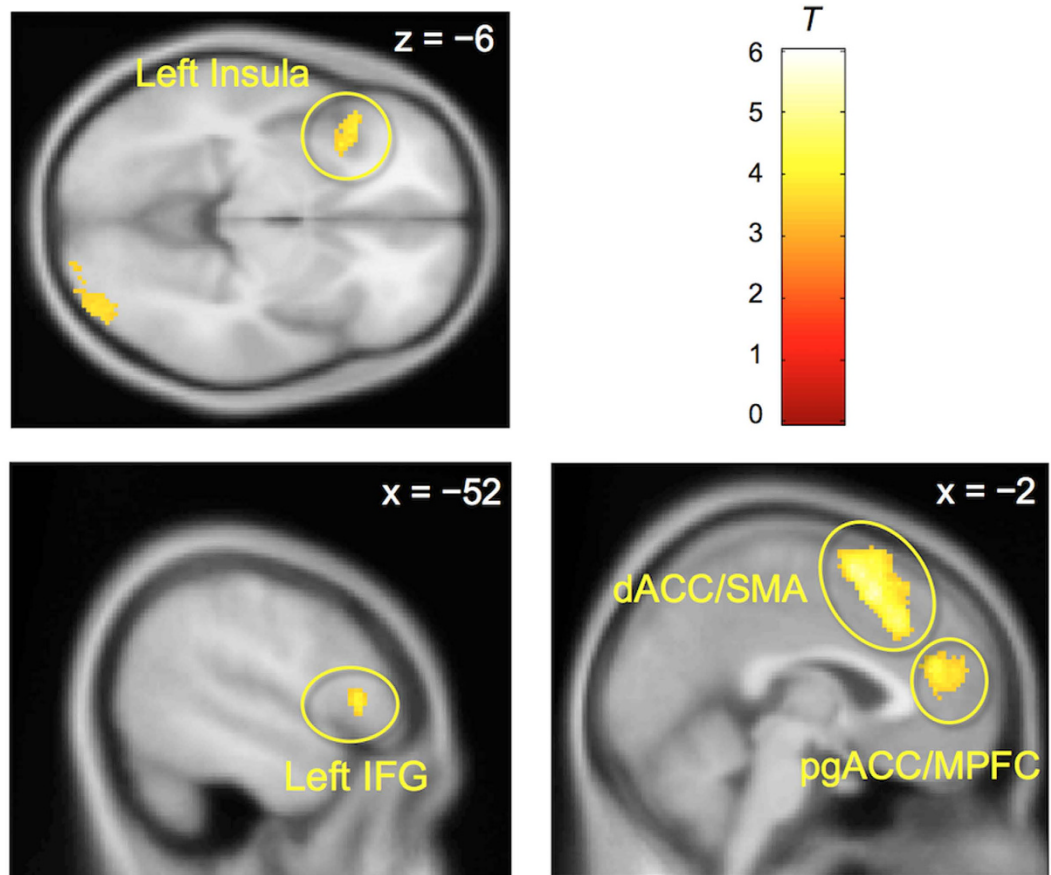 z = −6
Left Insula
T
6
5
4
3
2
1
0
x = −52
Left IFG
x = −2
dACC/SMA
pgACC/MPFC